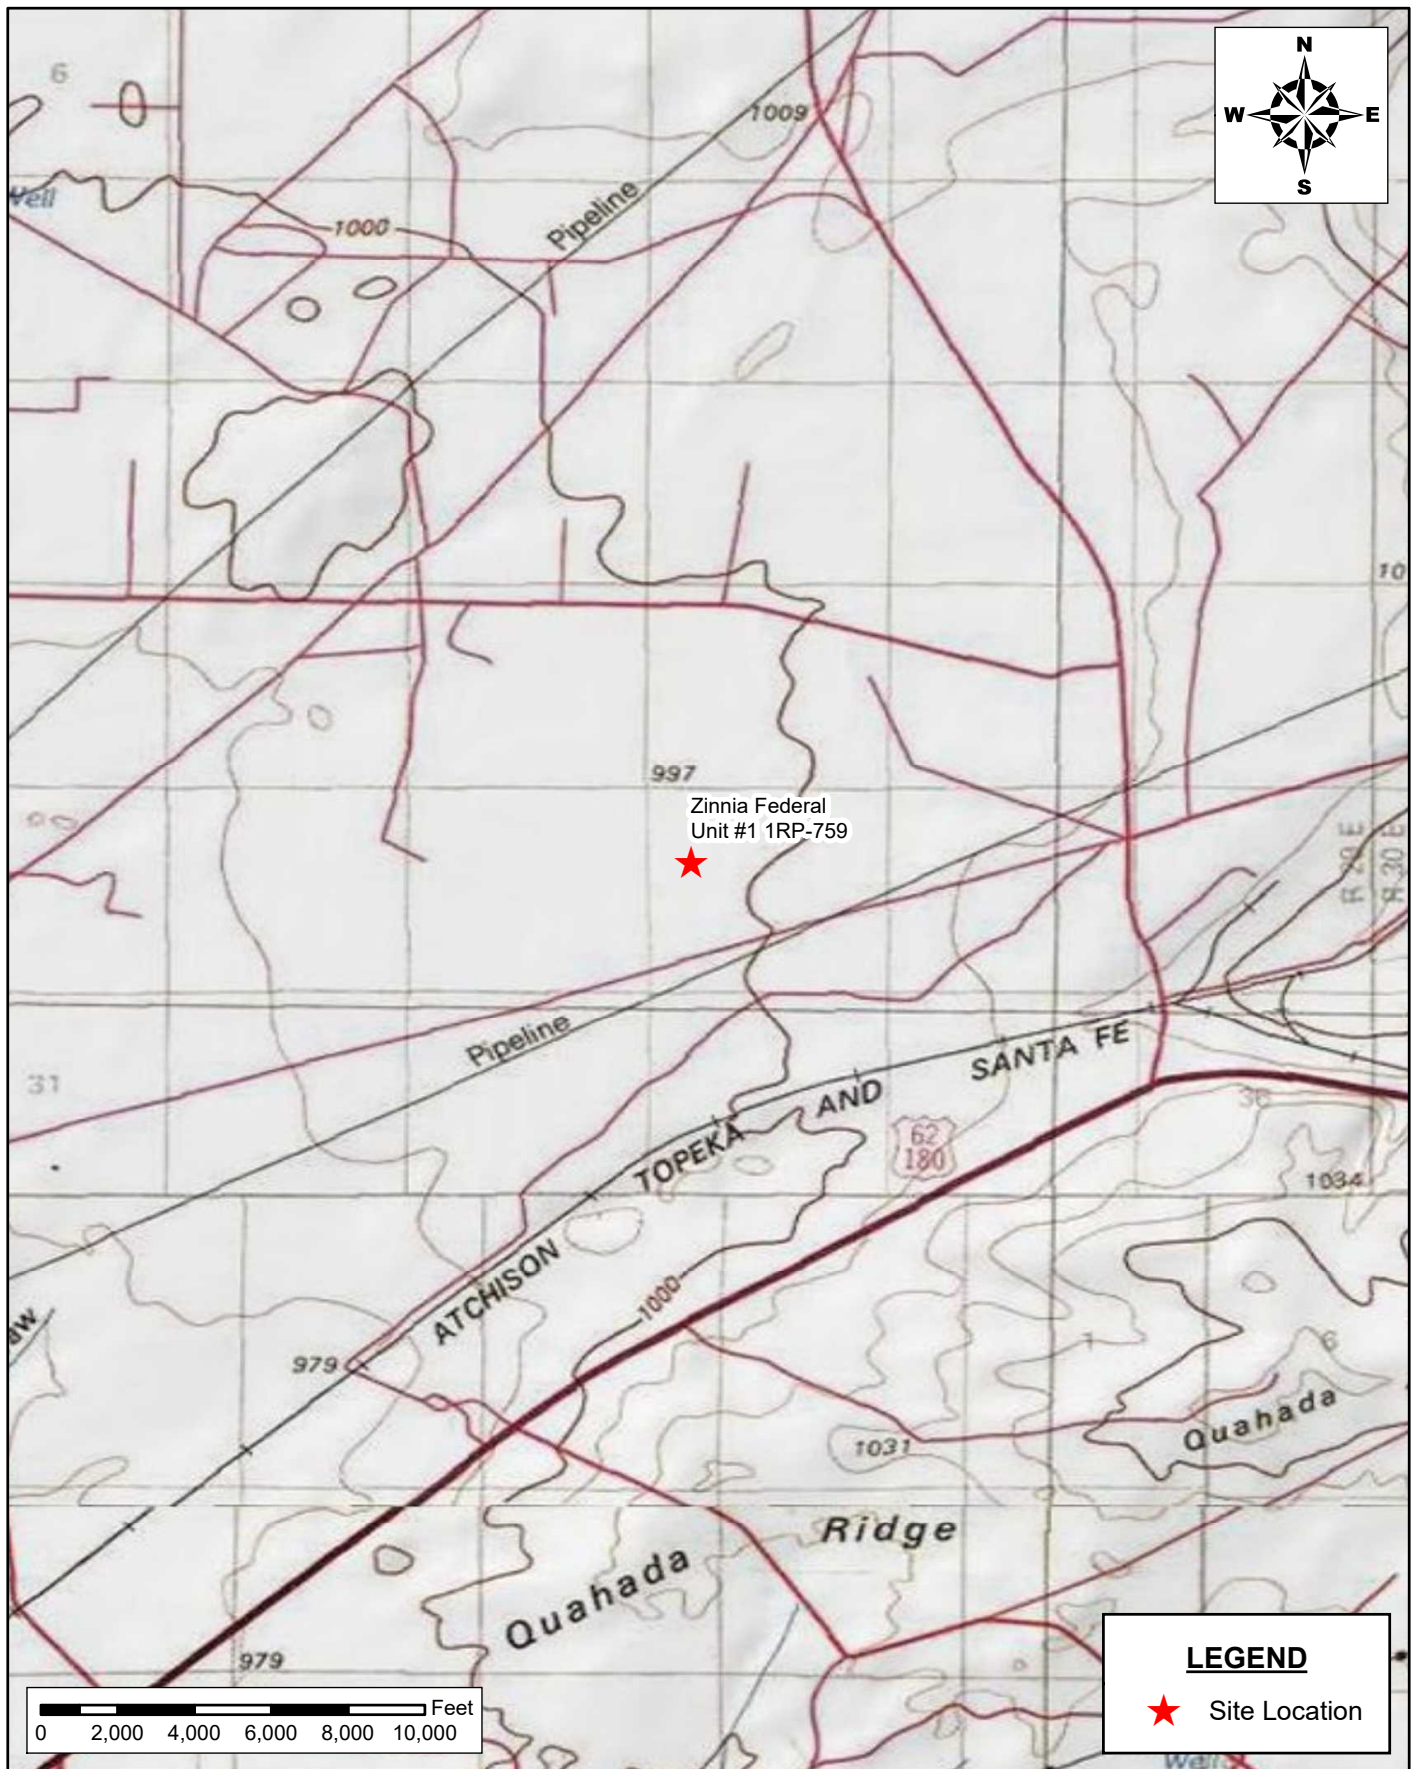 N
W E
S
6
1009
Pipeline
1000
10
997
Zinnia Federal
Unit #1 1RP-759
R 29 E
R 30 E
Pipeline
31
SANTA FE
AND
TOPEKA
ATCHISON
62
180
36
1034
1000
979
1
6
Quahada
1031
Ridge
Quahada
979
LEGEND
Site Location
Feet
0 2,000 4,000 6,000 8,000 10,000